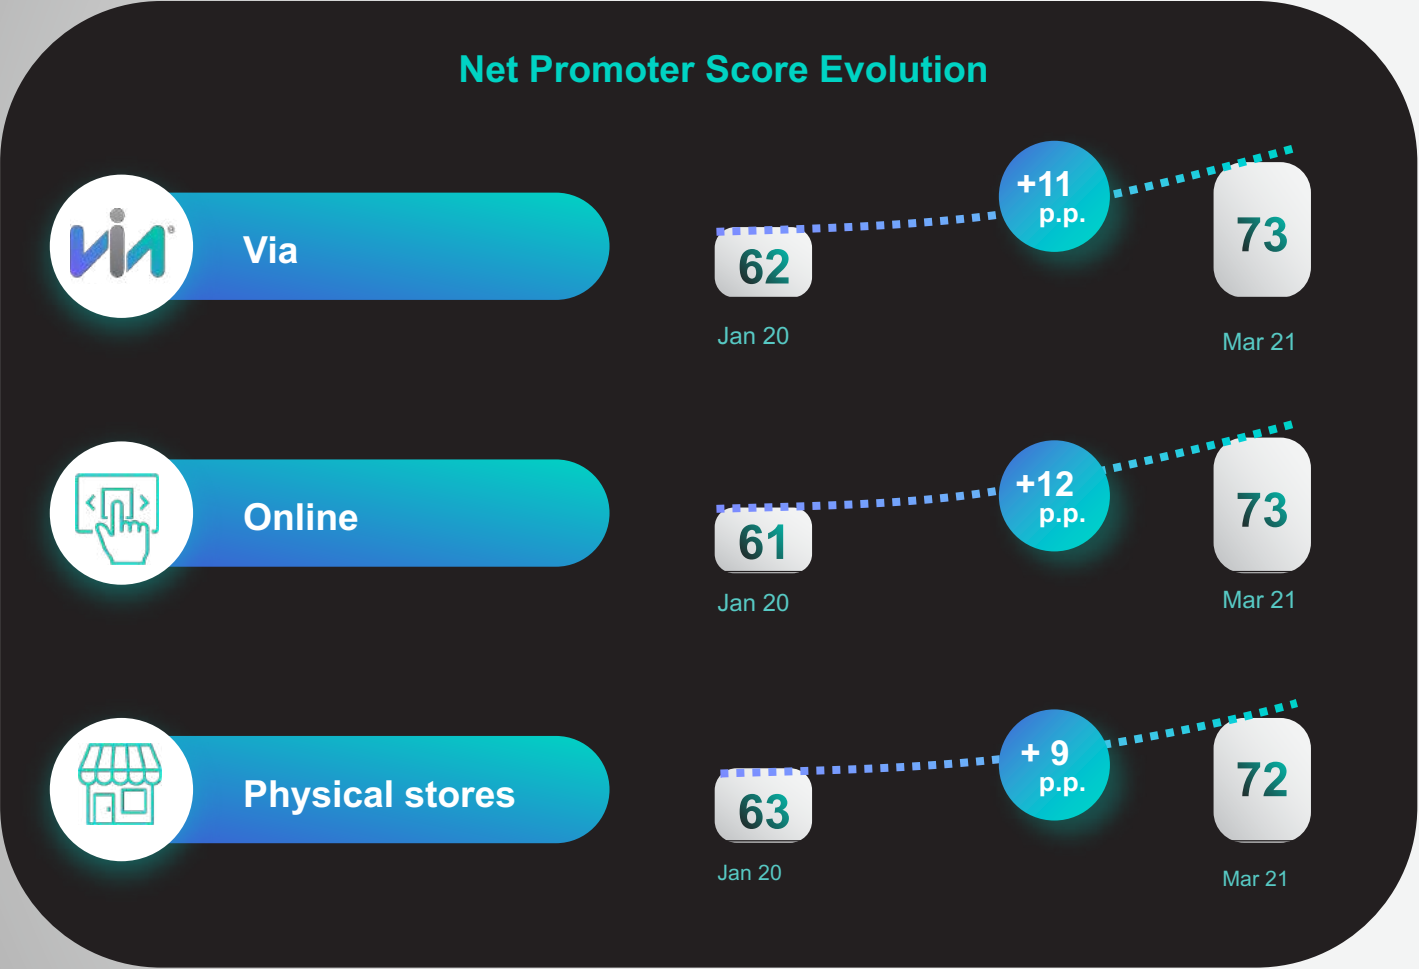 Net Promoter Score Evolution
VIA®
Via
62
+11
p.p.
73
Jan 20
Mar 21
Online
61
+12
p.p.
73
Jan 20
Mar 21
Physical stores
63
+ 9
p.p.
72
Jan 20
Mar 21